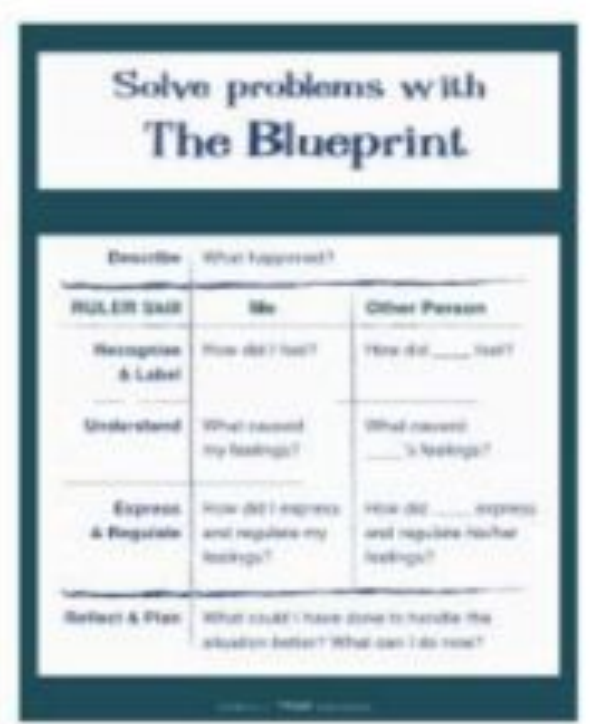 Solve problems with
The Blueprint
Describe What happened?
RULER Skill Me Other Person
Recognize How did I feel? How did ____ feel?
& Label
Understand What caused What caused
my feelings? ____'s feelings?
Express How did I express How did ____ express
& Regulate and regulate my and regulate his/her
feelings? feelings?
Reflect & Plan What could I have done to handle the
situation better? What can I do now?